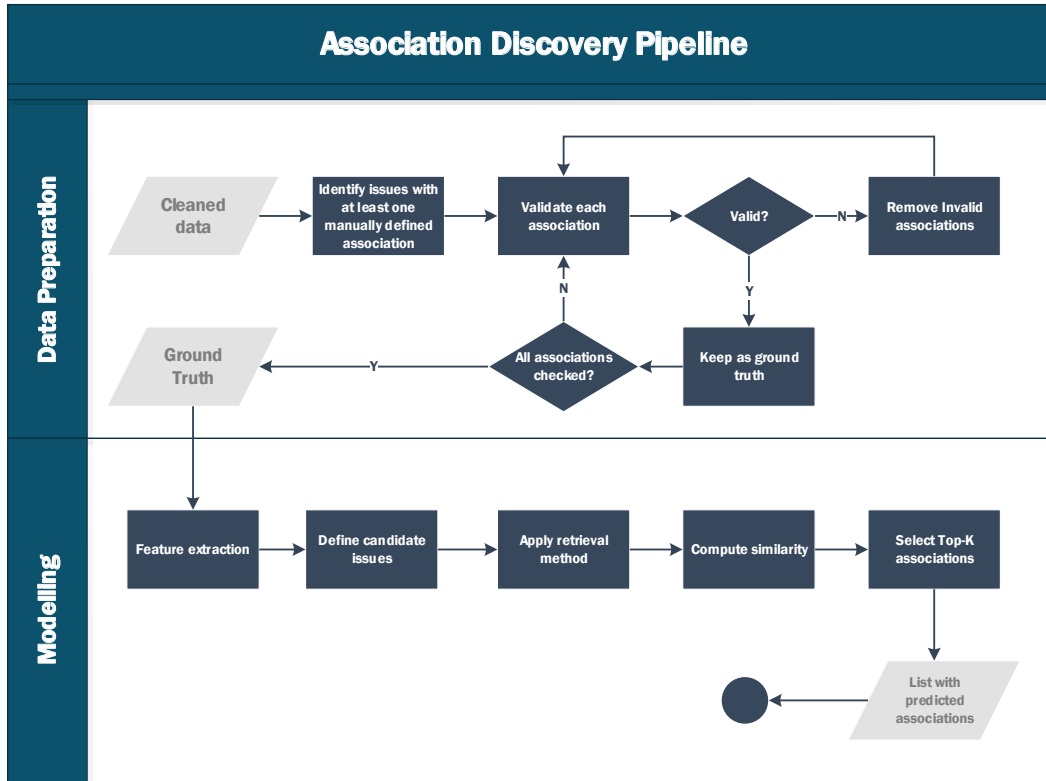 Association Discovery Pipeline
Data Preparation
Cleaned
data
Identify issues with
at least one
manually defined
association
Validate each
association
Valid?
N
Remove Invalid
associations
N
Y
Ground
Truth
Y
All associations
checked?
Keep as ground
truth
Modelling
Feature extraction
Define candidate
issues
Apply retrieval
method
Compute similarity
Select Top-K
associations
List with
predicted
associations